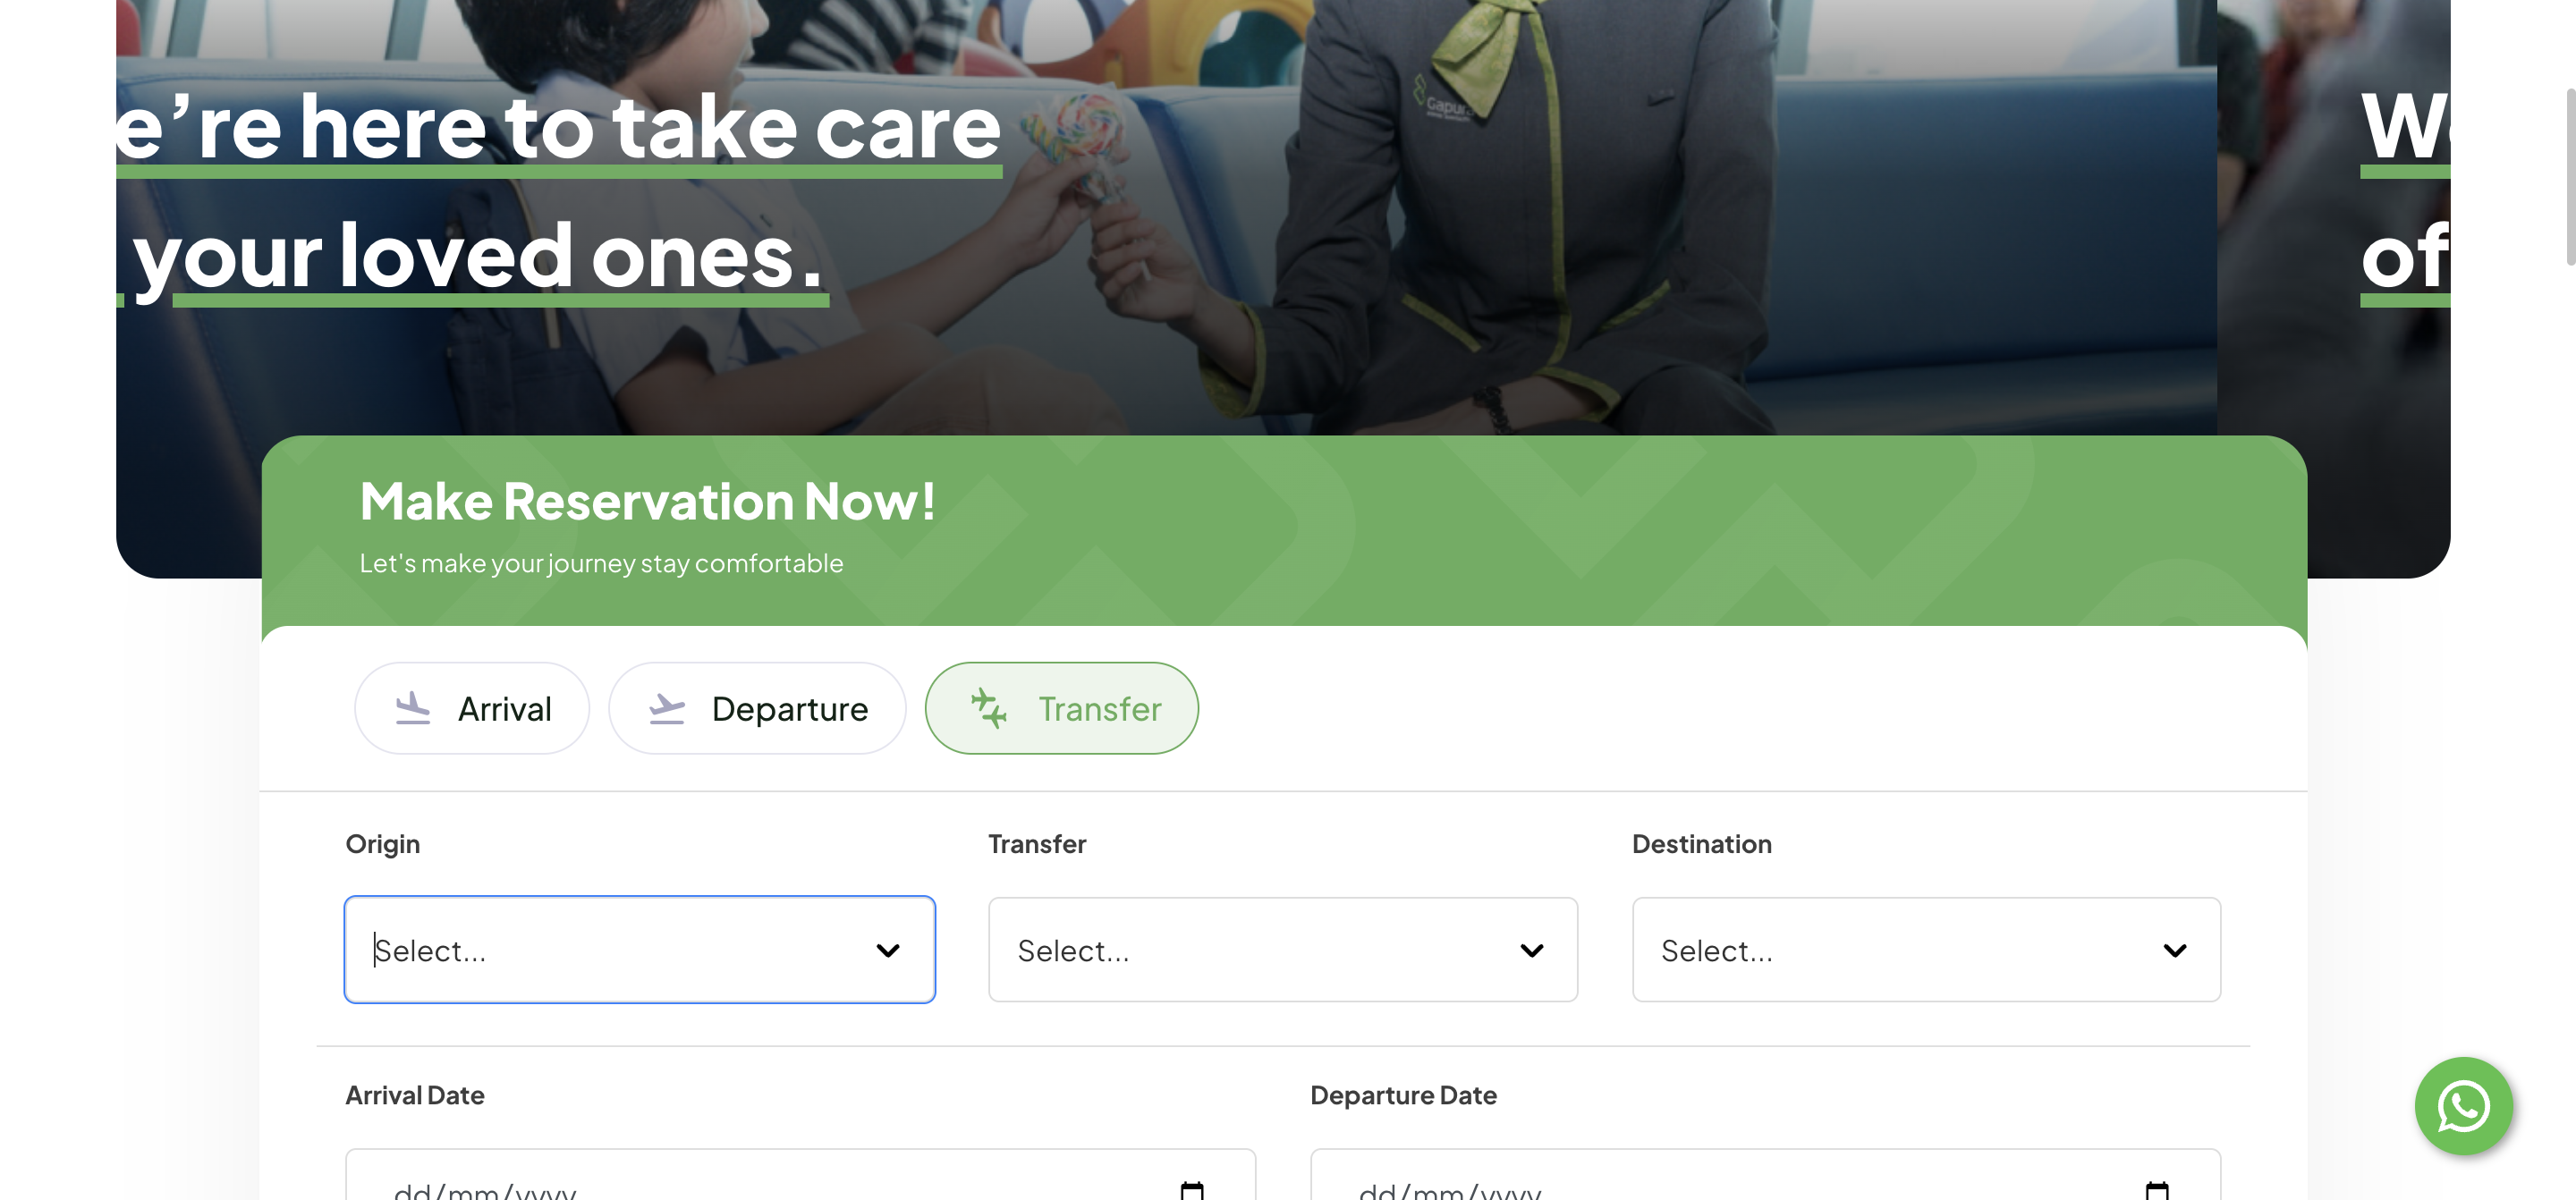 e’re here to take care
your loved ones.
of
Gapura
Make Reservation Now!
Let's make your journey stay comfortable
Arrival
Departure
Transfer
Origin
Transfer
Destination
Select...
Select...
Select...
Arrival Date
Departure Date
dd/mm/yyyy
dd/mm/yyyy